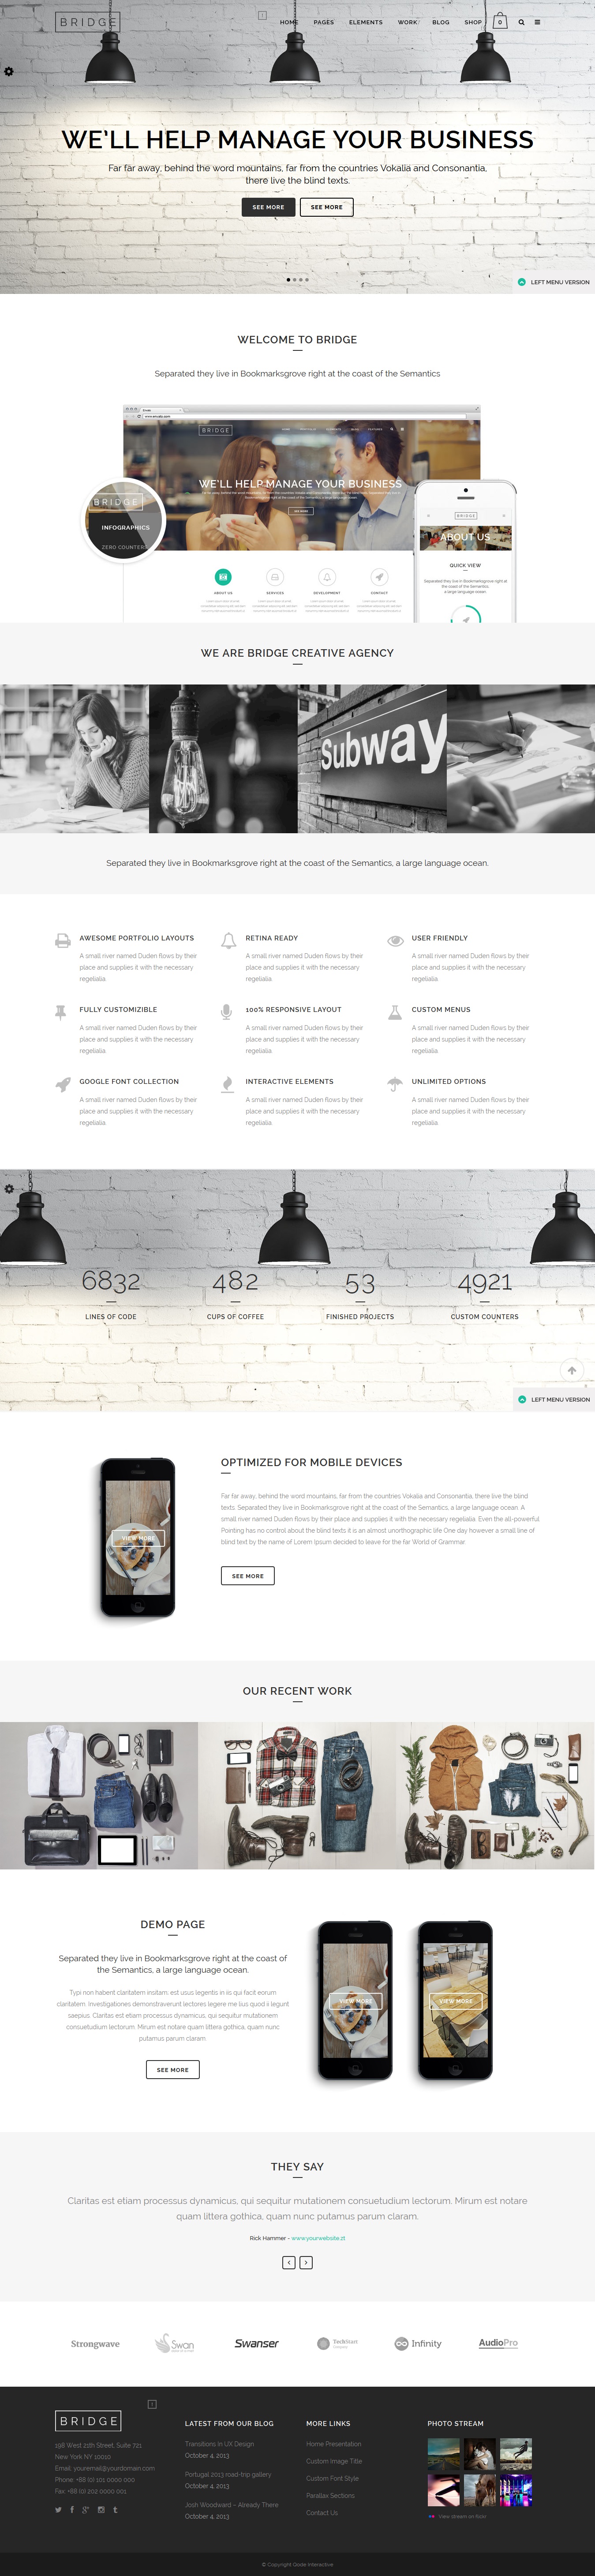 BRIDGE
HOME PAGES ELEMENTS WORK BLOG SHOP 0
WE'LL HELP MANAGE YOUR BUSINESS
Far far away, behind the word mountains, far from the countries Vokalia and Consonantia,
there live the blind texts.
SEE MORE SEE MORE
LEFT MENU VERSION
WELCOME TO BRIDGE
Separated they live in Bookmarksgrove right at the coast of the Semantics
BRIDGE
WE'LL HELP MANAGE YOUR BUSINESS
SEE MORE
BRIDGE
INFOGRAPHICS
ZERO COUNTERS
ABOUT US SERVICES DEVELOPMENT CONTACT
BRIDGE
ABOUT US
QUICK VIEW
Separated they live in Bookmarksgrove right at
the coast of the Semantics
a large language ocean.
WE ARE BRIDGE CREATIVE AGENCY
Subway
Separated they live in Bookmarksgrove right at the coast of the Semantics, a large language ocean.
AWESOME PORTFOLIO LAYOUTS
A small river named Duden flows by their
place and supplies it with the necessary
regelialia
RETINA READY
A small river named Duden flows by their
place and supplies it with the necessary
regelialia
USER FRIENDLY
A small river named Duden flows by their
place and supplies it with the necessary
regelialia
FULLY CUSTOMIZIBLE
A small river named Duden flows by their
place and supplies it with the necessary
regelialia
100% RESPONSIVE LAYOUT
A small river named Duden flows by their
place and supplies it with the necessary
regelialia
CUSTOM MENUS
A small river named Duden flows by their
place and supplies it with the necessary
regelialia
GOOGLE FONT COLLECTION
A small river named Duden flows by their
place and supplies it with the necessary
regelialia
INTERACTIVE ELEMENTS
A small river named Duden flows by their
place and supplies it with the necessary
regelialia
UNLIMITED OPTIONS
A small river named Duden flows by their
place and supplies it with the necessary
regelialia
6832 482 53 4921
LINES OF CODE CUPS OF COFFEE FINISHED PROJECTS CUSTOM COUNTERS
LEFT MENU VERSION
VIEW MORE
OPTIMIZED FOR MOBILE DEVICES
Far far away, behind the word mountains, far from the countries Vokalia and Consonantia, there live the blind
texts. Separated they live in Bookmarksgrove right at the coast of the Semantics, a large language ocean. A
small river named Duden flows by their place and supplies it with the necessary regelialia. Even the all-powerful
Pointing has no control about the blind texts it is an almost unorthographic life One day however a small line of
blind text by the name of Lorem Ipsum decided to leave for the far World of Grammar
SEE MORE
OUR RECENT WORK
DEMO PAGE
Separated they live in Bookmarksgrove right at the coast of
the Semantics, a large language ocean.
Typi non habent claritatem insitam; est usus legentis in iis qui facit eorum
claritatem. Investigationes demonstraverunt lectores legere me lius quod ii legunt
saepius. Claritas est etiam processus dynamicus, qui sequitur mutationem
consuetudium lectorum. Mirum est notare quam littera gothica, quam nunc
putamus parum claram
SEE MORE
VIEW MORE
VIEW MORE
THEY SAY
Claritas est etiam processus dynamicus, qui sequitur mutationem consuetudium lectorum. Mirum est notare
quam littera gothica, quam nunc putamus parum claram.
Rick Hammer - www.yourwebsite.zt
Strongwave
Swan
Swanser
TechStart
Infinity
AudioPro
BRIDGE
198 West 21th Street, Suite 721
New York NY 10010
Email: youremail@yourdomain.com
Phone: +88 (0) 101 0000 000
Fax: +88 (0) 202 0000 001
LATEST FROM OUR BLOG
Transitions In UX Design
October 4, 2013
Portugal 2013 road-trip gallery
October 4, 2013
Josh Woodward – Already There
October 4, 2013
MORE LINKS
Home Presentation
Custom Image Title
Custom Font Style
Parallax Sections
Contact Us
PHOTO STREAM
View stream on flickr
© Copyright Qode Interactive